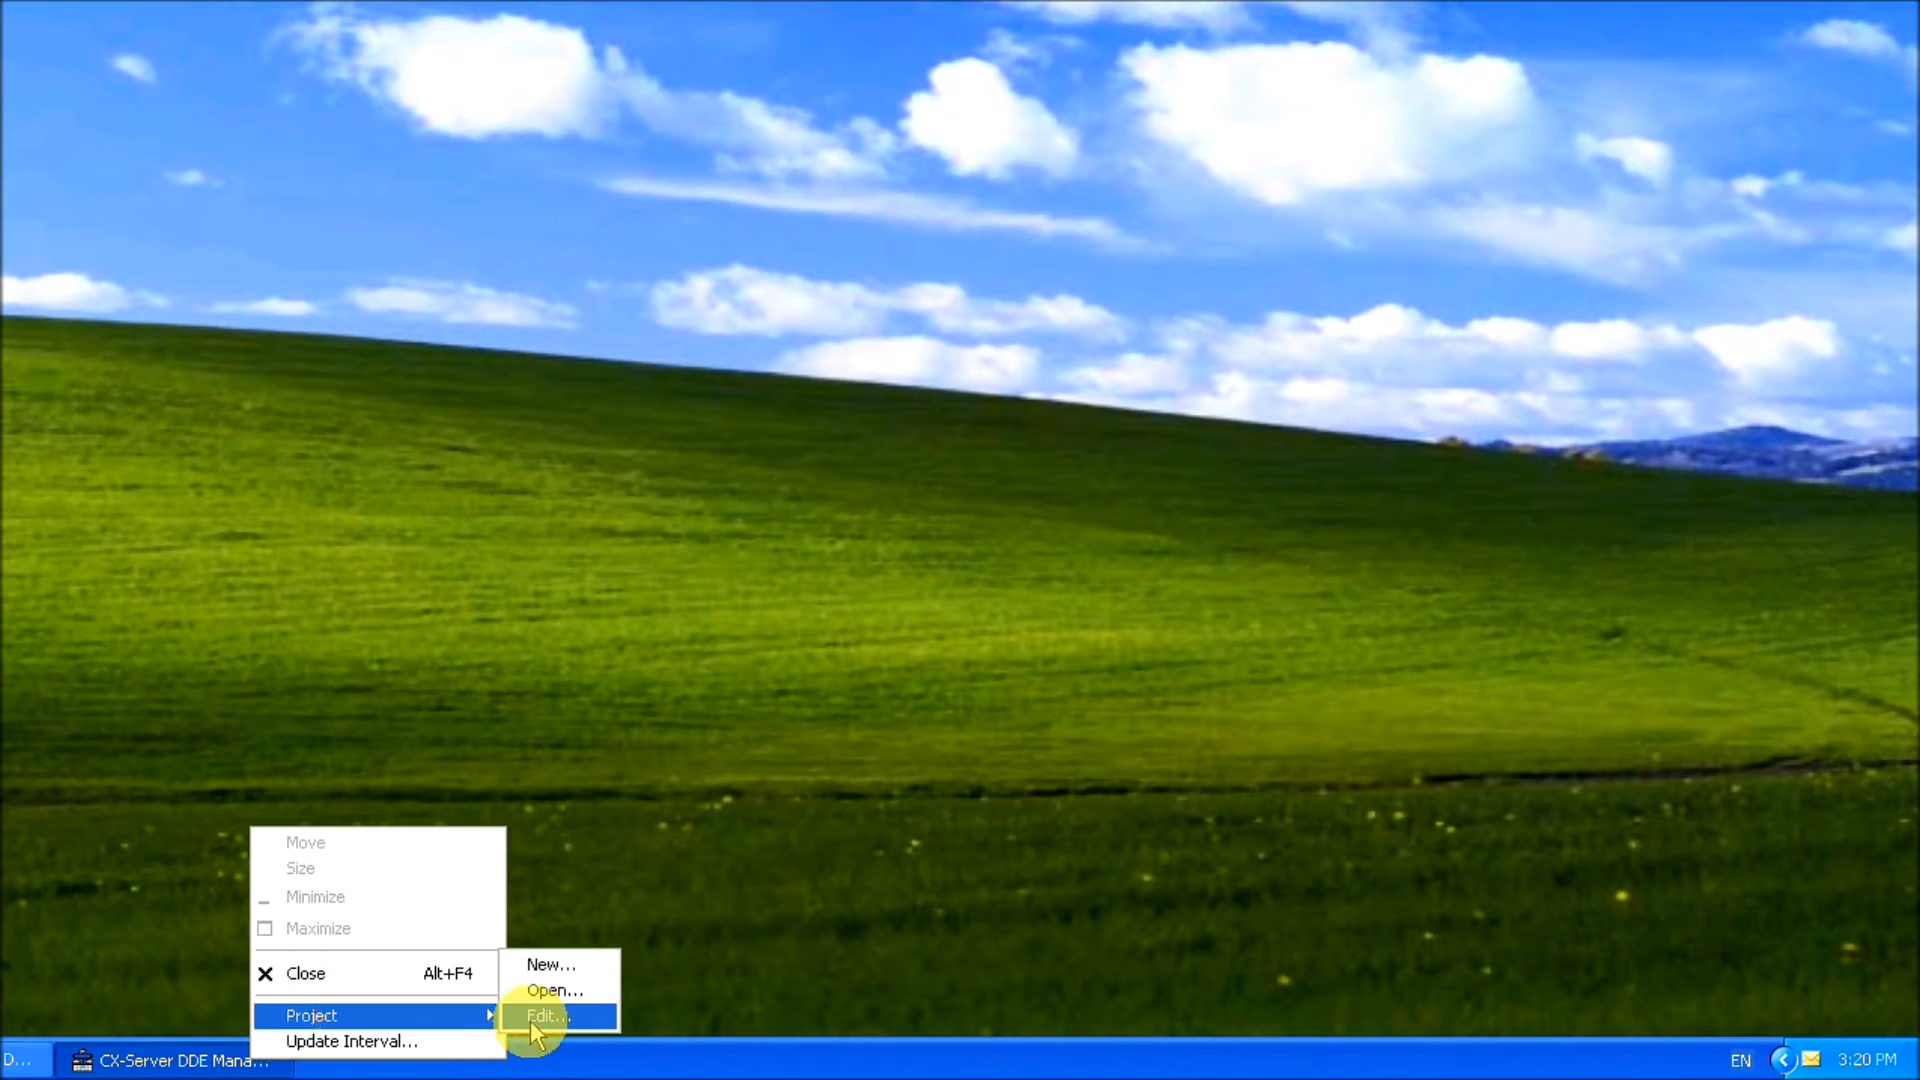 Move
Size
Minimize
Maximize
Close Alt+F4
New...
Open...
Project
Edit...
Update Interval...
D...
CX-Server DDE Mana...
EN
3:20 PM